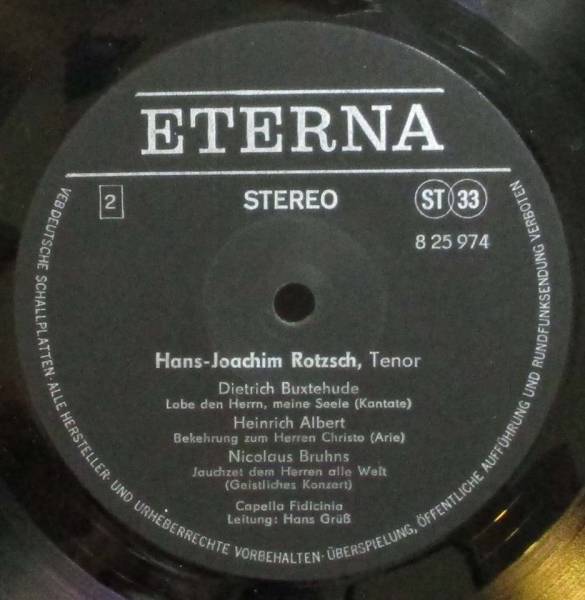 ETERNA
2
STEREO
ST 33
8 25 974
Hans-Joachim Rotzsch, Tenor
Dietrich Buxtehude
Lobe den Herrn, meine Seele (Kantate)
Heinrich Albert
Bekehrung zum Herren Christo (Arie)
Nicolaus Bruhns
Jauchzet dem Herren alle Welt
(Geistliches Konzert)
Capella Fidicinia
Leitung: Hans Grüß
VEB DEUTSCHE SCHALLPLATTEN·ALLE HERSTELLER- UND URHEBERRECHTE VORBEHALTEN·ÜBERSPIELUNG, ÖFFENTLICHE AUFFÜHRUNG UND RUNDFUNKSENDUNG VERBOTEN